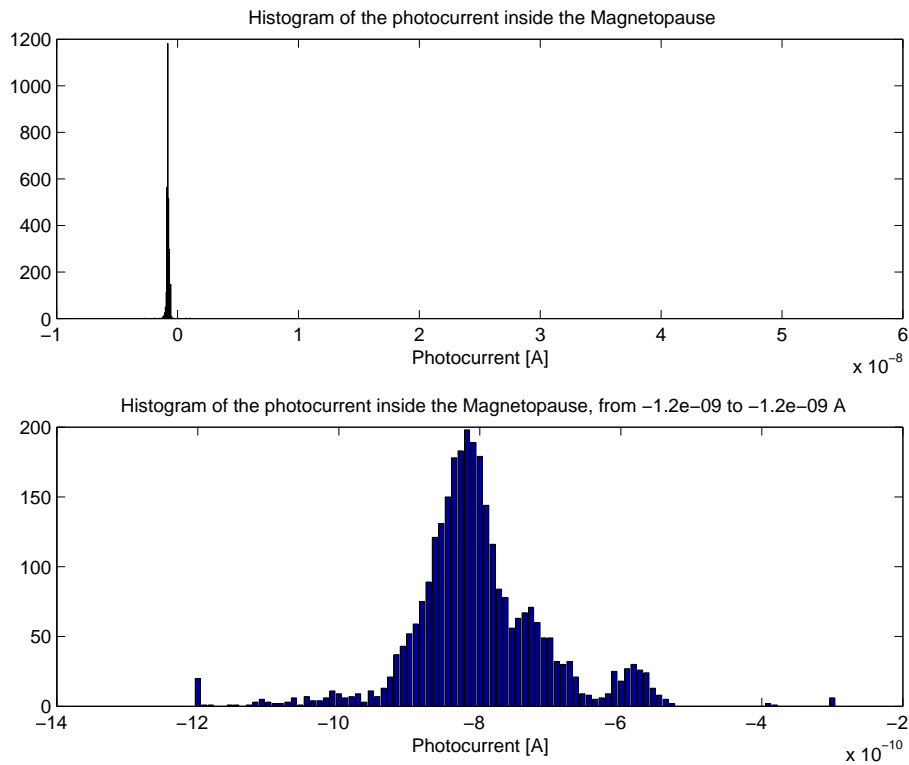 Histogram of the photocurrent inside the Magnetopause
1200
1000
800
600
400
200
0
−1 0 1 2 3 4 5 6
Photocurrent [A]
x 10−8
Histogram of the photocurrent inside the Magnetopause, from −1.2e−09 to −1.2e−09 A
200
150
100
50
0
−14 −12 −10 −8 −6 −4 −2
Photocurrent [A]
x 10−10